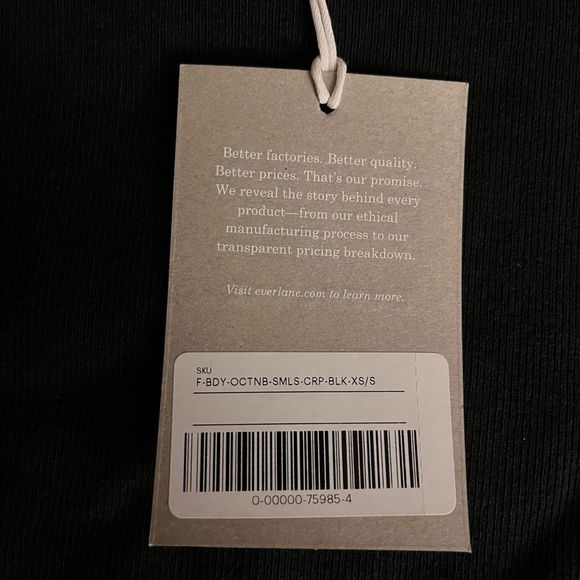 Better factories. Better quality.
Better prices. That's our promise.
We reveal the story behind every
product—from our ethical
manufacturing process to our
transparent pricing breakdown.
Visit everlane.com to learn more.
SKU
F-BDY-OCTNB-SMLS-CRP-BLK-XS/S
0-00000-75985-4